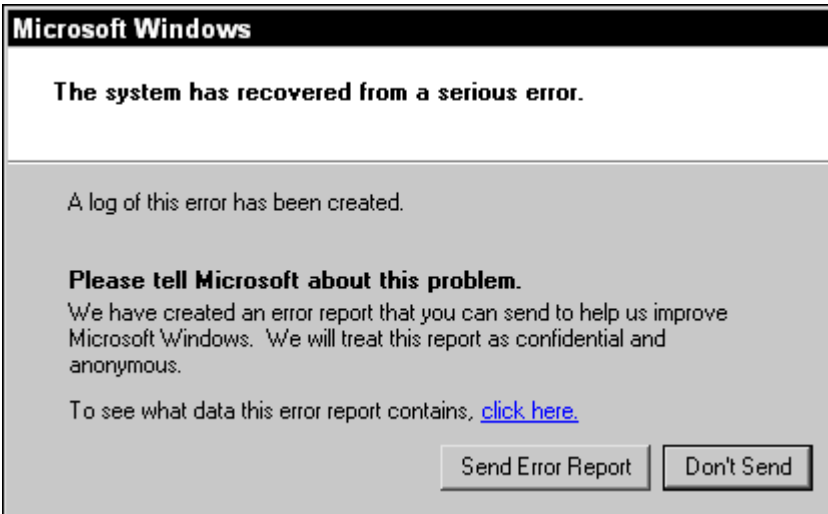 Microsoft Windows
The system has recovered from a serious error.
A log of this error has been created.
Please tell Microsoft about this problem.
We have created an error report that you can send to help us improve
Microsoft Windows.  We will treat this report as confidential and
anonymous.
To see what data this error report contains, click here.
Send Error Report Don't Send